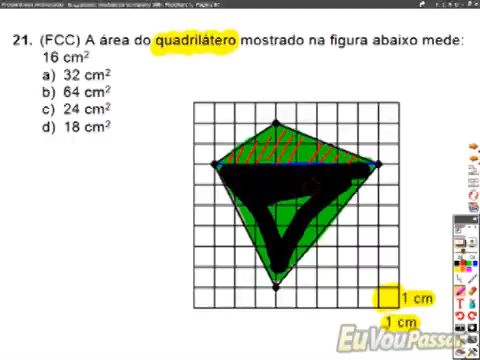 21. (FCC) A área do quadrilátero mostrado na figura abaixo mede:
16 cm²
a) 32 cm²
b) 64 cm²
c) 24 cm²
d) 18 cm²
1 cm
1 cm
EuVouPassar